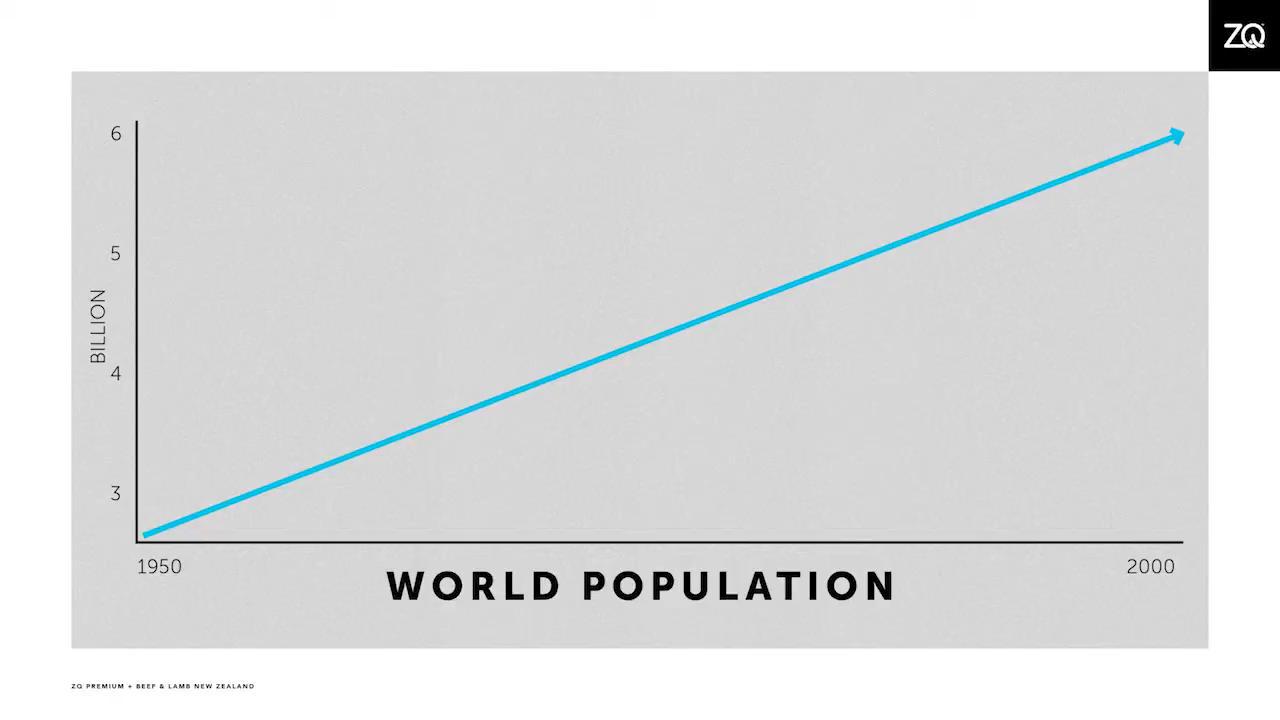 ZQ
6
5
BILLION
4
3
1950
2000
WORLD POPULATION
ZQ PREMIUM + BEEF & LAMB NEW ZEALAND